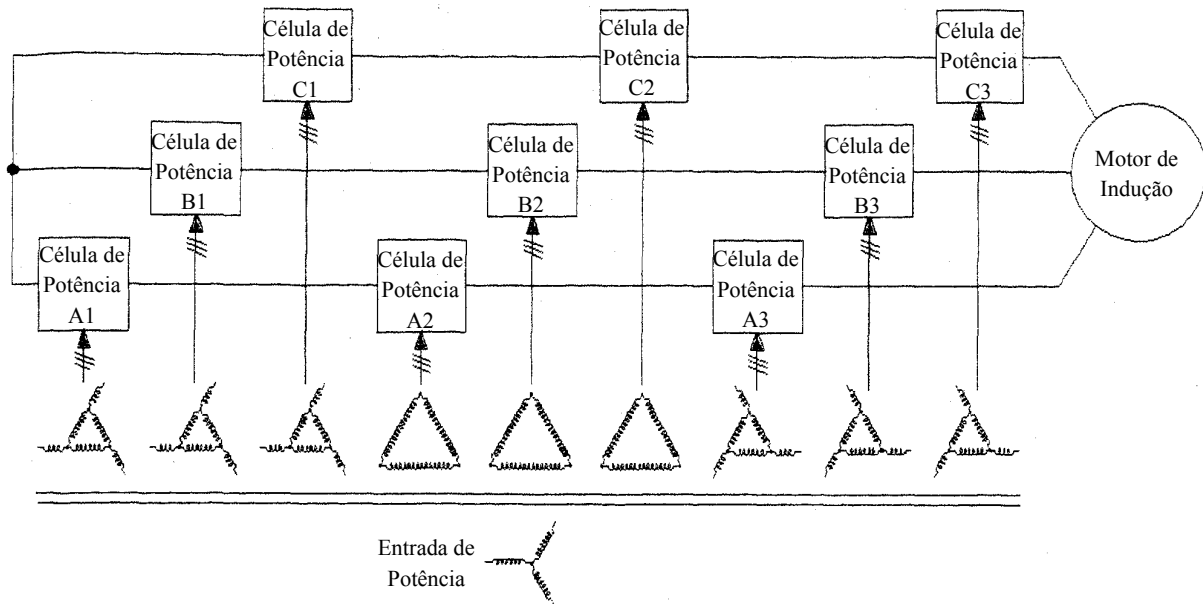 Célula de
Potência
C1
Célula de
Potência
C2
Célula de
Potência
C3
Célula de
Potência
B1
Célula de
Potência
B2
Célula de
Potência
B3
Motor de
Indução
Célula de
Potência
A1
Célula de
Potência
A2
Célula de
Potência
A3
Entrada de
Potência